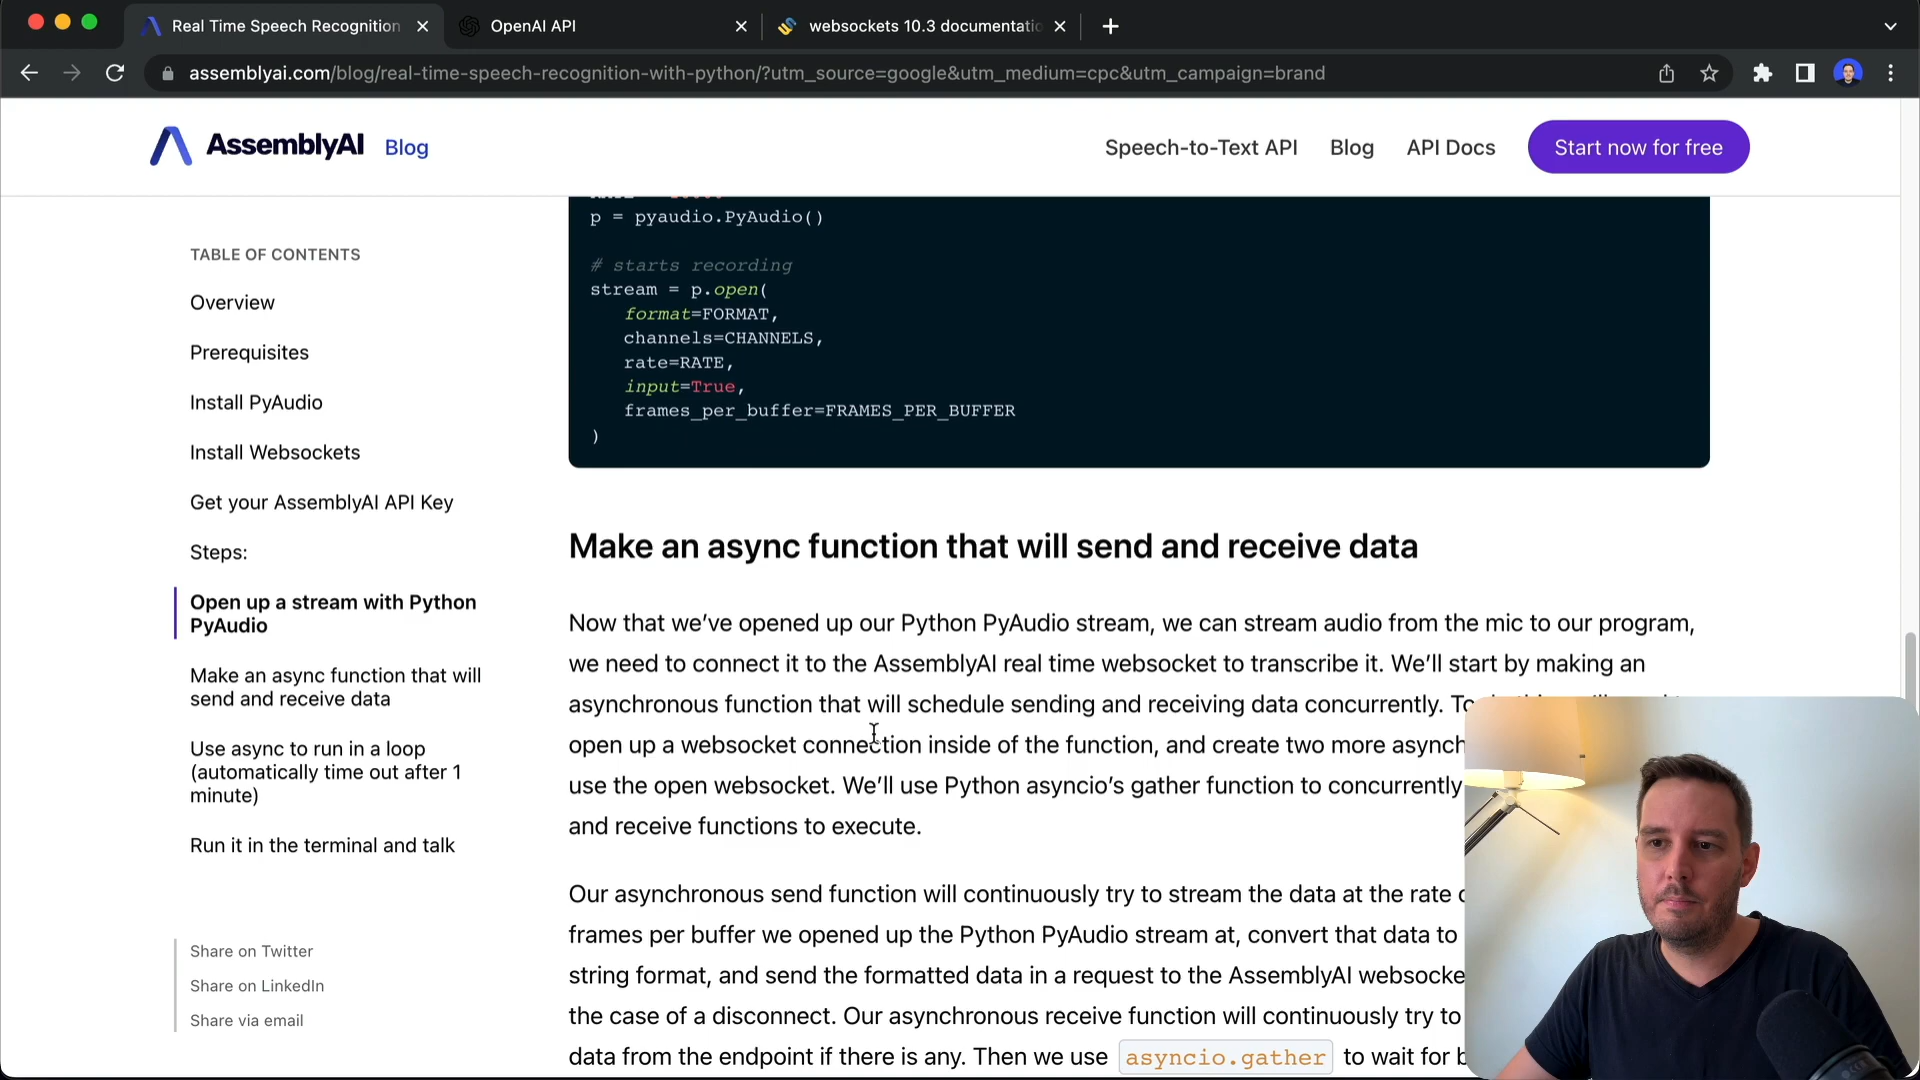 Real Time Speech Recognition
OpenAI API
websockets 10.3 documentatio
assemblyai.com/blog/real-time-speech-recognition-with-python/?utm_source=google&utm_medium=cpc&utm_campaign=brand
AssemblyAI Blog
Speech-to-Text API
Blog
API Docs
Start now for free
TABLE OF CONTENTS
Overview
Prerequisites
Install PyAudio
Install Websockets
Get your AssemblyAI API Key
Steps:
Open up a stream with Python
PyAudio
Make an async function that will
send and receive data
Use async to run in a loop
(automatically time out after 1
minute)
Run it in the terminal and talk
Share on Twitter
Share on LinkedIn
Share via email
p = pyaudio.PyAudio()
# starts recording
stream = p.open(
format=FORMAT,
channels=CHANNELS,
rate=RATE,
input=True,
frames_per_buffer=FRAMES_PER_BUFFER
)
Make an async function that will send and receive data
Now that we’ve opened up our Python PyAudio stream, we can stream audio from the mic to our program,
we need to connect it to the AssemblyAI real time websocket to transcribe it. We’ll start by making an
asynchronous function that will schedule sending and receiving data concurrently.
open up a websocket connection inside of the function, and create two more asynch
use the open websocket. We’ll use Python asyncio’s gather function to concurrently
and receive functions to execute.
Our asynchronous send function will continuously try to stream the data at the rate
frames per buffer we opened up the Python PyAudio stream at, convert that data to
string format, and send the formatted data in a request to the AssemblyAI websocke
the case of a disconnect. Our asynchronous receive function will continuously try to
data from the endpoint if there is any. Then we use asyncio.gather to wait for b